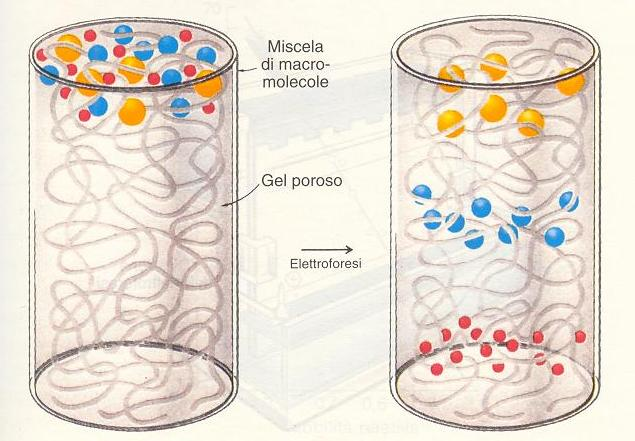 Miscela
di macro-
molecole
Gel poroso
Elettroforesi